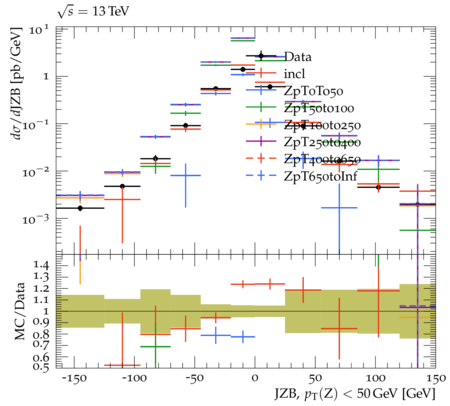 √s = 13 TeV
dσ/dJZB [pb/GeV]
10¹
1
10⁻¹
10⁻²
10⁻³
Data
incl
ZpT0To50
ZpT50to100
ZpT100to250
ZpT250to400
ZpT400to650
ZpT650toInf
MC/Data
1.4
1.3
1.2
1.1
1
0.9
0.8
0.7
0.6
0.5
-150 -100 -50 0 50 100 150
JZB, pT(Z) < 50 GeV [GeV]